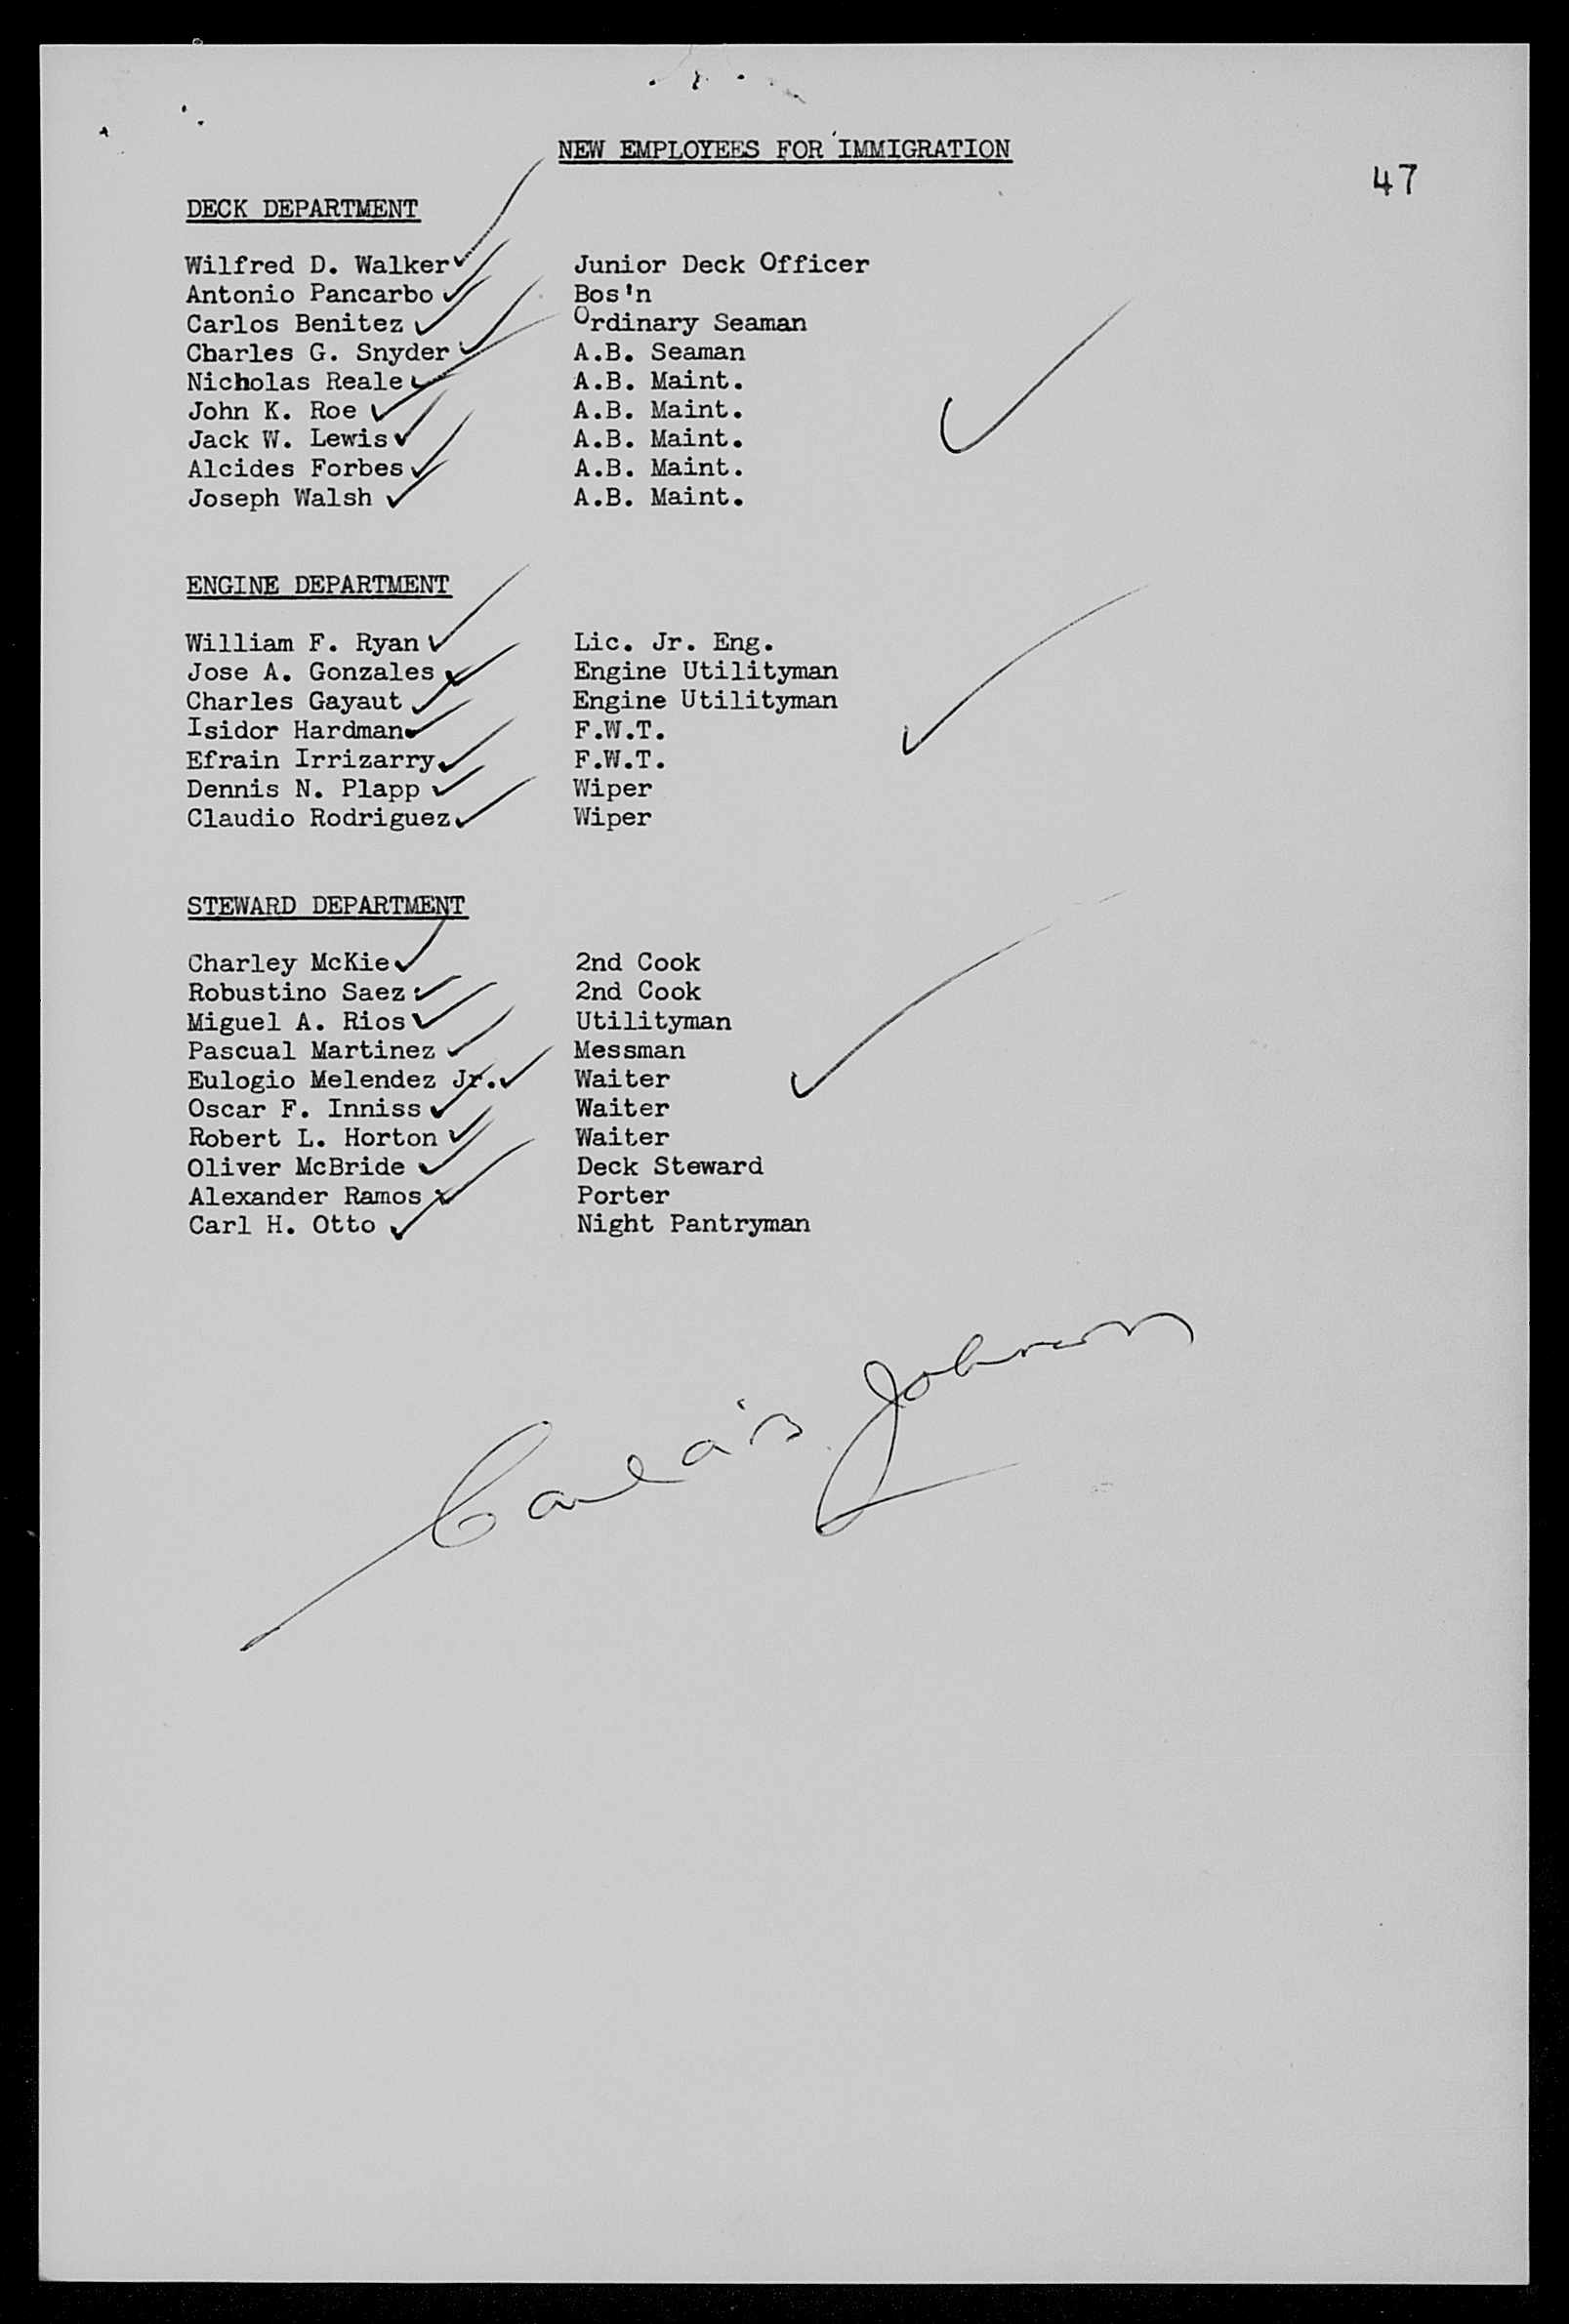 NEW EMPLOYEES FOR IMMIGRATION
47
DECK DEPARTMENT
Wilfred D. Walker Junior Deck Officer
Antonio Pancarbo Bos'n
Carlos Benitez Ordinary Seaman
Charles G. Snyder A.B. Seaman
Nicholas Reale A.B. Maint.
John K. Roe A.B. Maint.
Jack W. Lewis A.B. Maint.
Alcides Forbes A.B. Maint.
Joseph Walsh A.B. Maint.
ENGINE DEPARTMENT
William F. Ryan Lic. Jr. Eng.
Jose A. Gonzales Engine Utilityman
Charles Gayaut Engine Utilityman
Isidor Hardman F.W.T.
Efrain Irrizarry F.W.T.
Dennis N. Plapp Wiper
Claudio Rodriguez Wiper
STEWARD DEPARTMENT
Charley McKie 2nd Cook
Robustino Saez 2nd Cook
Miguel A. Rios Utilityman
Pascual Martinez Messman
Eulogio Melendez Jr. Waiter
Oscar F. Inniss Waiter
Robert L. Horton Waiter
Oliver McBride Deck Steward
Alexander Ramos Porter
Carl H. Otto Night Pantryman
Johnson